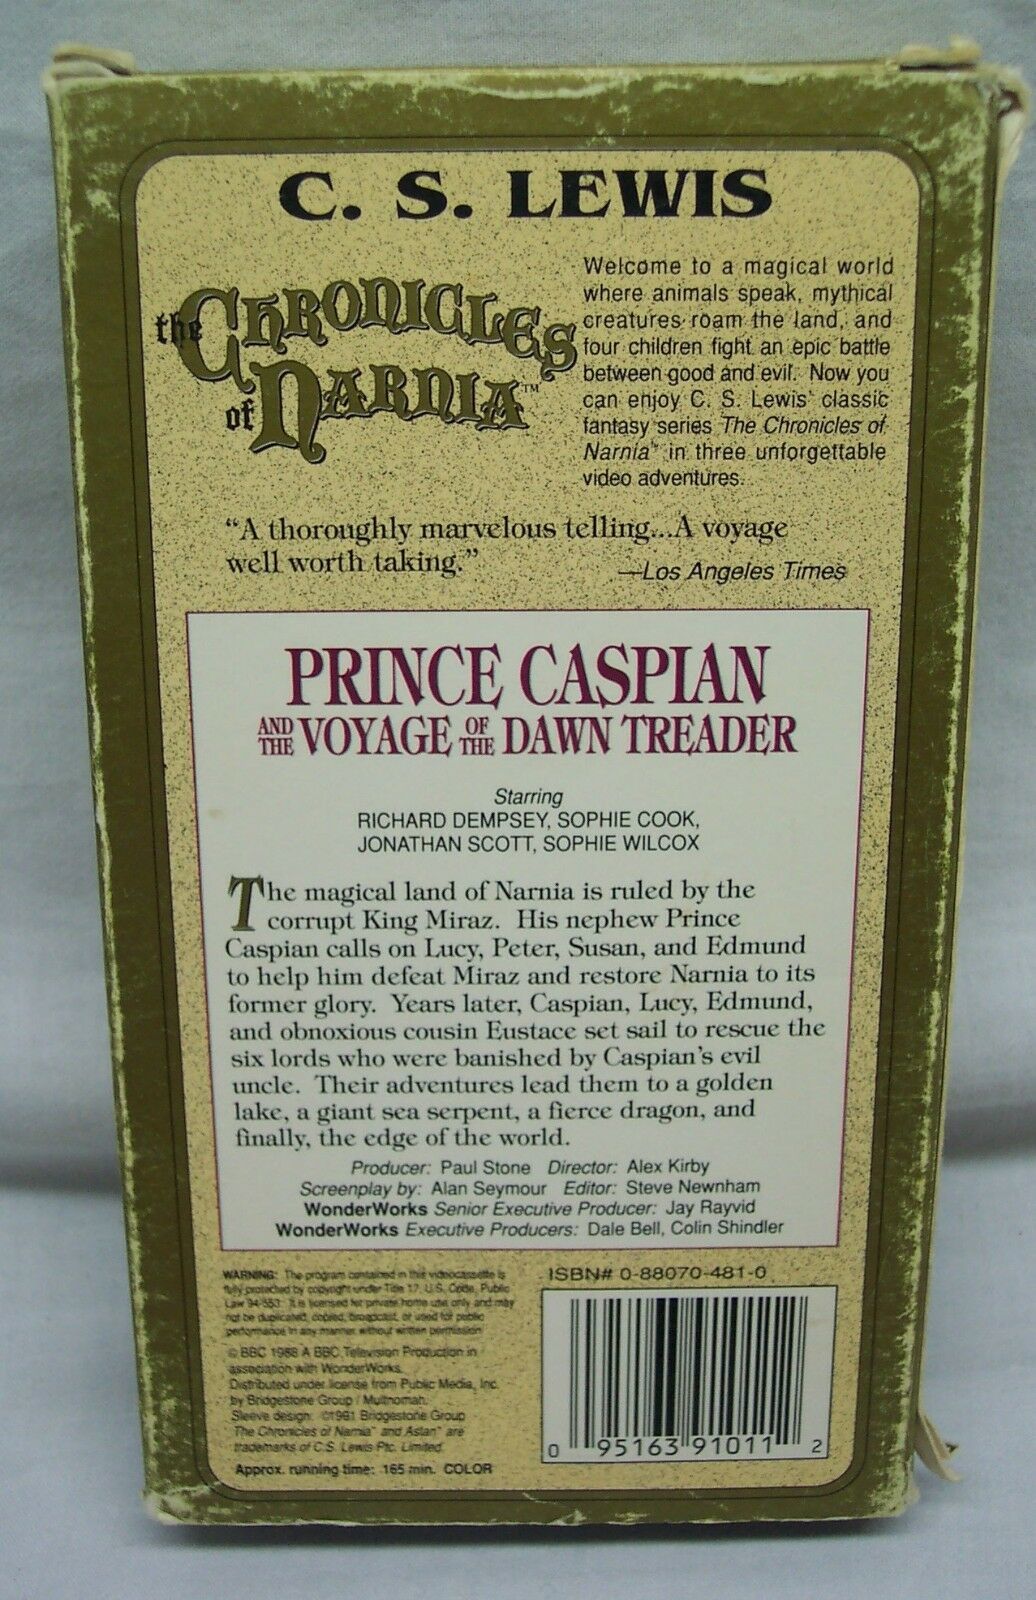 C. S. LEWIS
the CHRONICLES
of NARNIA™
Welcome to a magical world
where animals speak, mythical
creatures roam the land, and
four children fight an epic battle
between good and evil. Now you
can enjoy C. S. Lewis' classic
fantasy series The Chronicles of
Narnia™ in three unforgettable
video adventures.
"A thoroughly marvelous telling...A voyage
well worth taking."
—Los Angeles Times
PRINCE CASPIAN
AND THE VOYAGE OF THE DAWN TREADER
Starring
RICHARD DEMPSEY, SOPHIE COOK,
JONATHAN SCOTT, SOPHIE WILCOX
The magical land of Narnia is ruled by the
corrupt King Miraz. His nephew Prince
Caspian calls on Lucy, Peter, Susan, and Edmund
to help him defeat Miraz and restore Narnia to its
former glory. Years later, Caspian, Lucy, Edmund,
and obnoxious cousin Eustace set sail to rescue the
six lords who were banished by Caspian's evil
uncle. Their adventures lead them to a golden
lake, a giant sea serpent, a fierce dragon, and
finally, the edge of the world.
Producer: Paul Stone Director: Alex Kirby
Screenplay by: Alan Seymour Editor: Steve Newnham
WonderWorks Senior Executive Producer: Jay Rayvid
WonderWorks Executive Producers: Dale Bell, Colin Shindler
WARNING: The program contained in this videocassette is
fully protected by copyright under Title 17, U.S. Code, Public
Law 94-553. It is licensed for private home use only and may
not be duplicated, copied, broadcast, or used for public
performance in any manner without written permission.
© BBC 1988 A BBC Television Production in
association with WonderWorks.
Distributed under license from Public Media, Inc.
by Bridgestone Group / Multnomah.
Sleeve design: ©1991 Bridgestone Group
The Chronicles of Narnia™ and Aslan™ are
trademarks of C.S. Lewis Ptc. Limited.
Approx. running time: 165 min. COLOR
ISBN# 0-88070-481-0
0 95163 91011 2